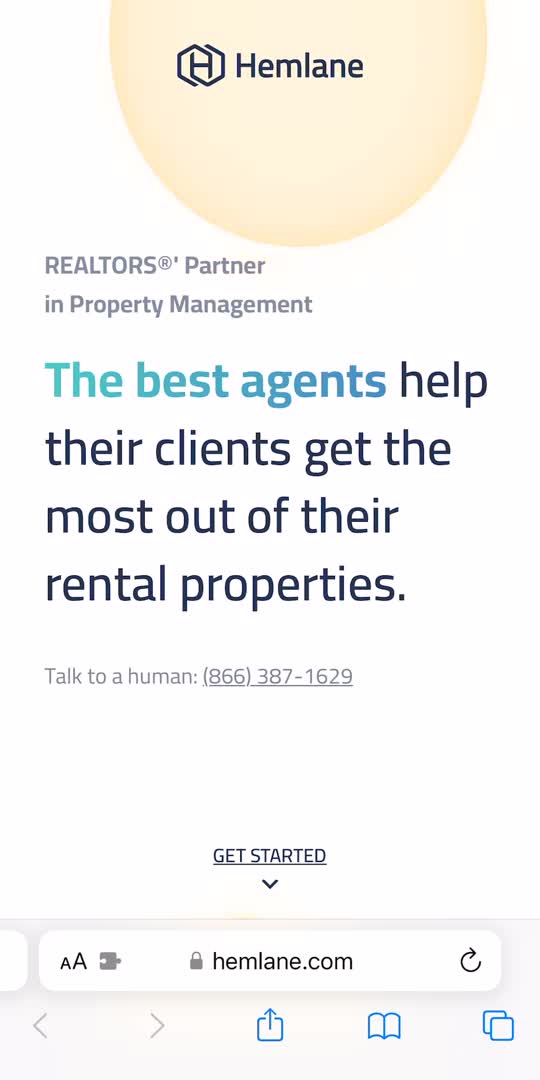 Hemlane
REALTORS®' Partner
in Property Management
The best agents help
their clients get the
most out of their
rental properties.
Talk to a human: (866) 387-1629
GET STARTED
AA
hemlane.com